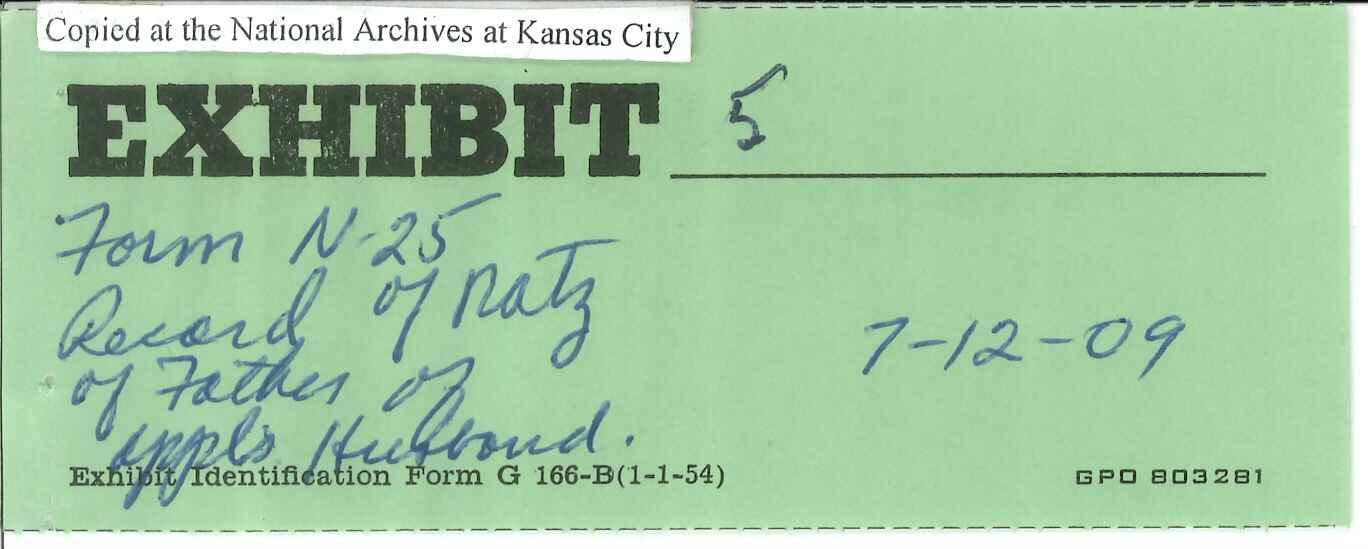 Copied at the National Archives at Kansas City
EXHIBIT 5
Form N-25
Record of Natz
of Father of
appl's Husband.
7-12-09
Exhibit Identification Form G 166-B(1-1-54)
GPO 803281